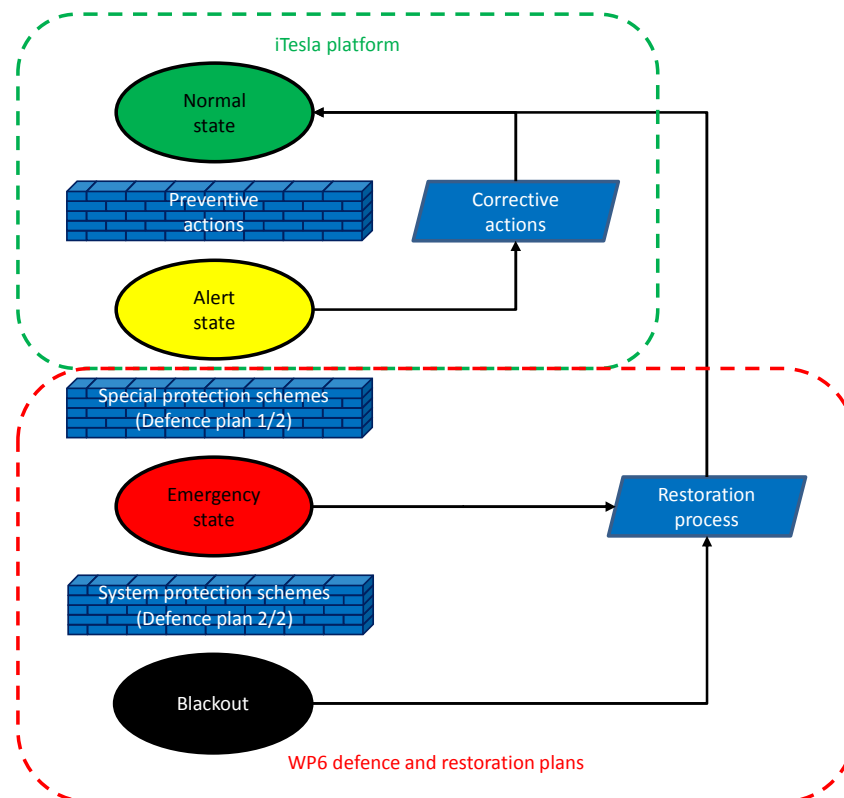 iTesla platform
Normal
state
Preventive
actions
Corrective
actions
Alert
state
Special protection schemes
(Defence plan 1/2)
Emergency
state
Restoration
process
System protection schemes
(Defence plan 2/2)
Blackout
WP6 defence and restoration plans